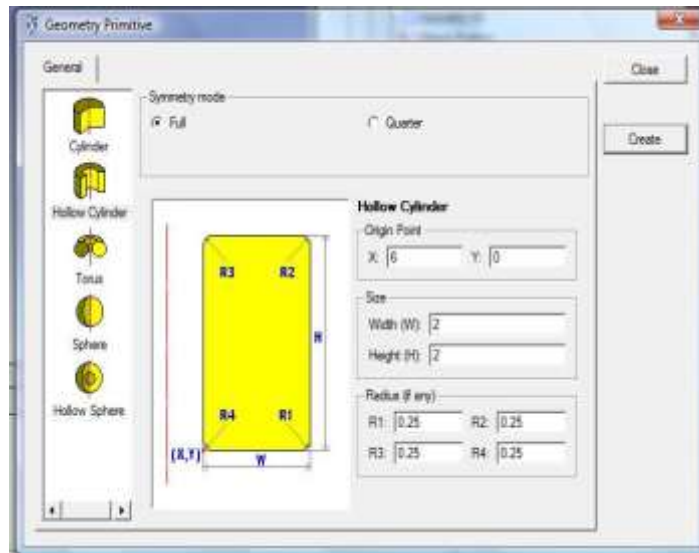 Geometry Primitive
General
Close
Create
Cylinder
Hollow Cylinder
Torus
Sphere
Hollow Sphere
Symmetry mode
Full Quarter
R3 R2
H
R4 R1
(X,Y) W
Hollow Cylinder
Origin Point
X: 6 Y: 0
Size
Width (W): 2
Height (H): 2
Radius (if any)
R1: 0.25 R2: 0.25
R3: 0.25 R4: 0.25